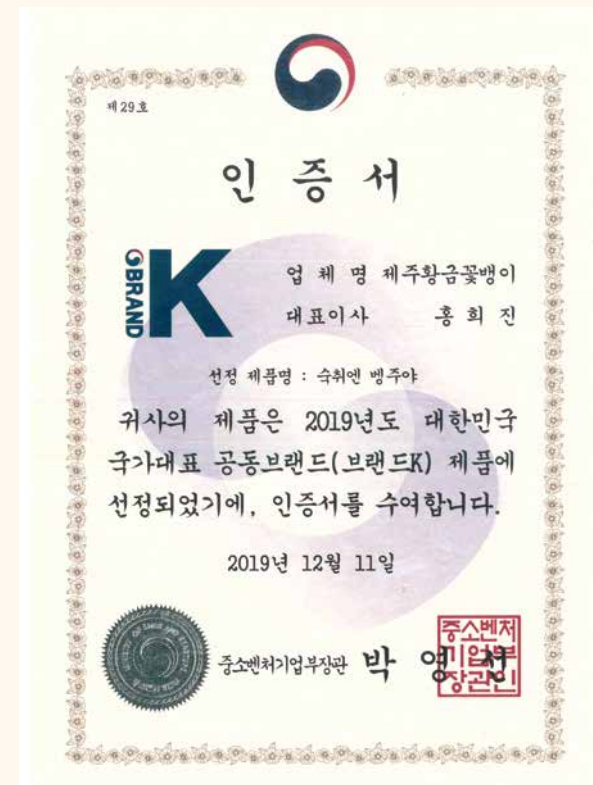 제29호
인 증 서
BRAND K
업 체 명 제주황금꽃뱅이
대표이사 홍 희 진
선정 제품명 : 숙취엔 벵주야
귀사의 제품은 2019년도 대한민국
국가대표 공동브랜드(브랜드K) 제품에
선정되었기에, 인증서를 수여합니다.
2019년 12월 11일
중소벤처기업부장관 박 영 선
중소벤처
기업부
장관인